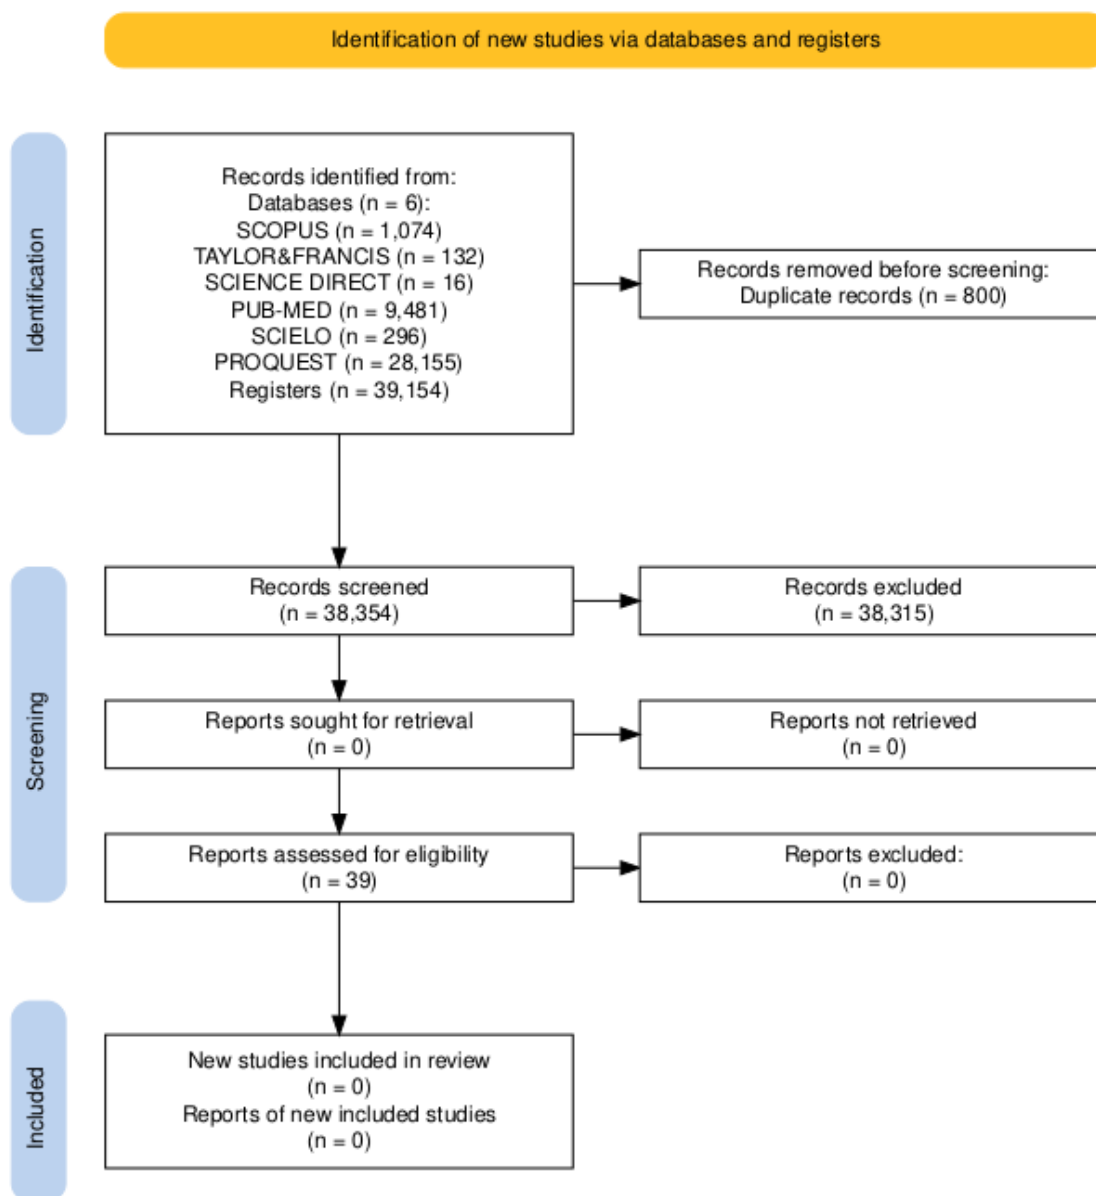 Identification of new studies via databases and registers
Identification
Records identified from:
Databases (n = 6):
SCOPUS (n = 1,074)
TAYLOR&FRANCIS (n = 132)
SCIENCE DIRECT (n = 16)
PUB-MED (n = 9,481)
SCIELO (n = 296)
PROQUEST (n = 28,155)
Registers (n = 39,154)
Records removed before screening:
Duplicate records (n = 800)
Screening
Records screened
(n = 38,354)
Records excluded
(n = 38,315)
Reports sought for retrieval
(n = 0)
Reports not retrieved
(n = 0)
Reports assessed for eligibility
(n = 39)
Reports excluded:
(n = 0)
Included
New studies included in review
(n = 0)
Reports of new included studies
(n = 0)